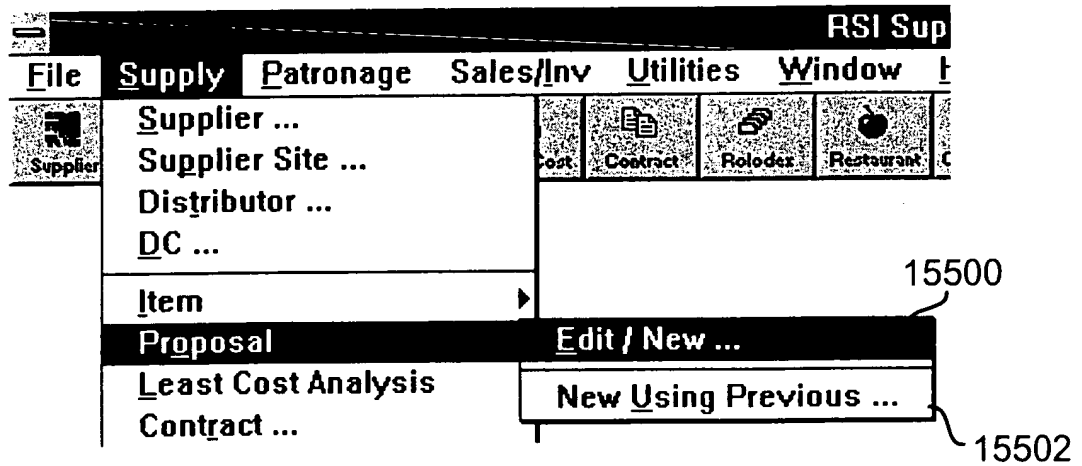 RSI Sup
File Supply Patronage Sales/Inv Utilities Window H
Supplier Cost Contract Rolodex Restaurant
Supplier ...
Supplier Site ...
Distributor ...
DC ...
15500
Item
Proposal Edit / New ...
Least Cost Analysis
New Using Previous ...
Contract ...
15502